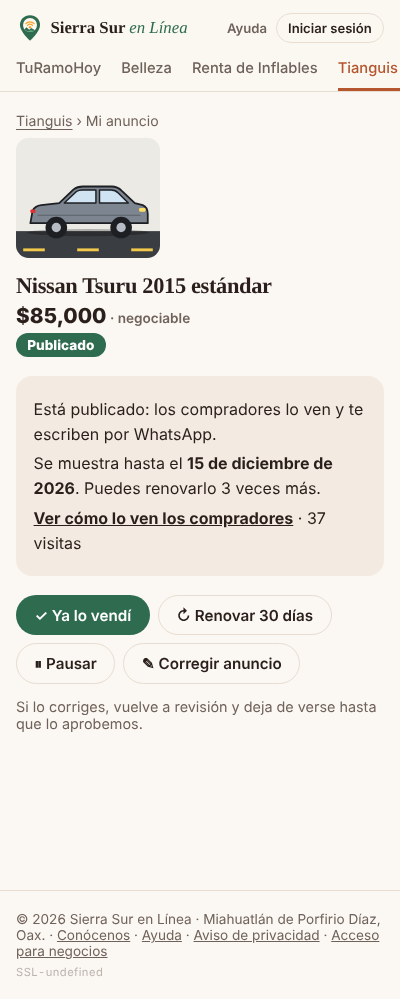 Sierra Sur en Línea
Ayuda
Iniciar sesión
TuRamoHoy Belleza Renta de Inflables Tianguis
Tianguis › Mi anuncio
Nissan Tsuru 2015 estándar
$85,000 · negociable
Publicado
Está publicado: los compradores lo ven y te
escriben por WhatsApp.
Se muestra hasta el 15 de diciembre de
2026. Puedes renovarlo 3 veces más.
Ver cómo lo ven los compradores · 37
visitas
✓ Ya lo vendí
↻ Renovar 30 días
⏸ Pausar
✎ Corregir anuncio
Si lo corriges, vuelve a revisión y deja de verse hasta
que lo aprobemos.
© 2026 Sierra Sur en Línea · Miahuatlán de Porfirio Díaz,
Oax. · Conócenos · Ayuda · Aviso de privacidad · Acceso
para negocios
SSL-undefined